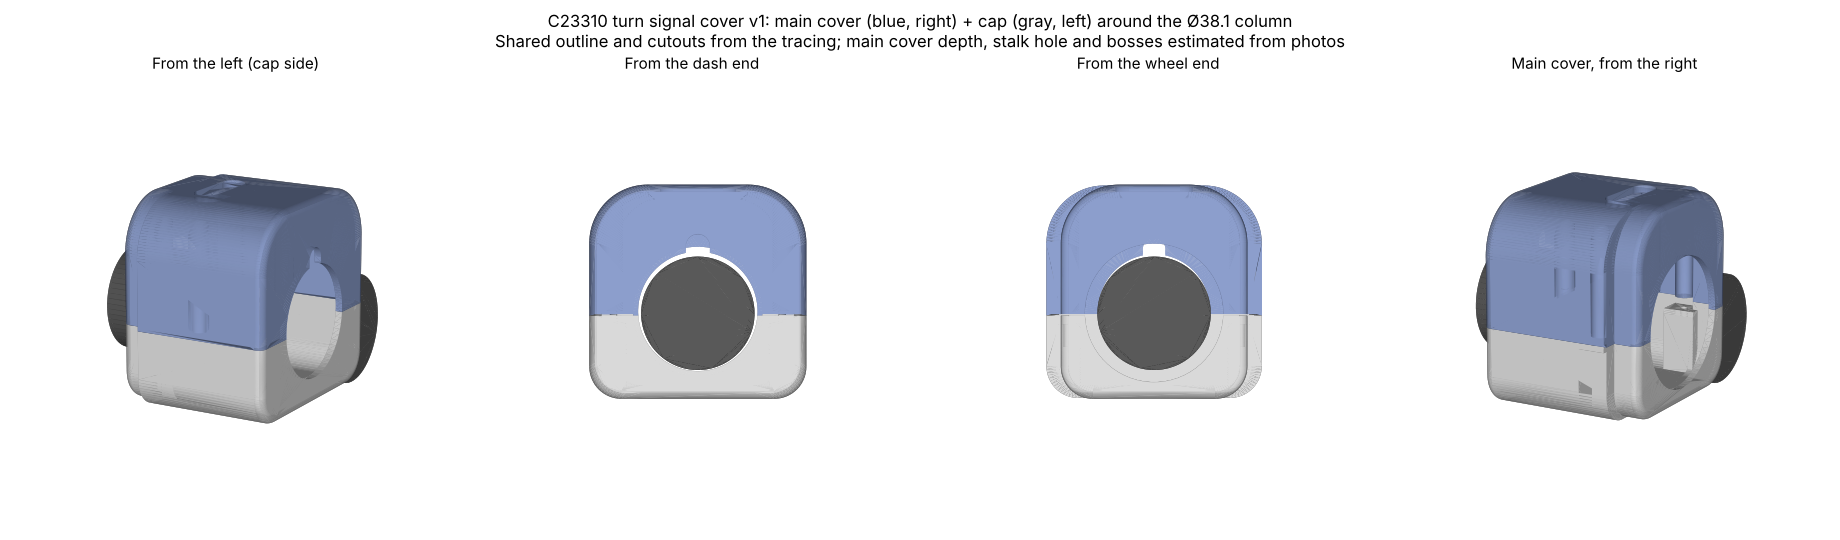 C23310 turn signal cover v1: main cover (blue, right) + cap (gray, left) around the Ø38.1 column
Shared outline and cutouts from the tracing; main cover depth, stalk hole and bosses estimated from photos
From the left (cap side)
From the dash end
From the wheel end
Main cover, from the right